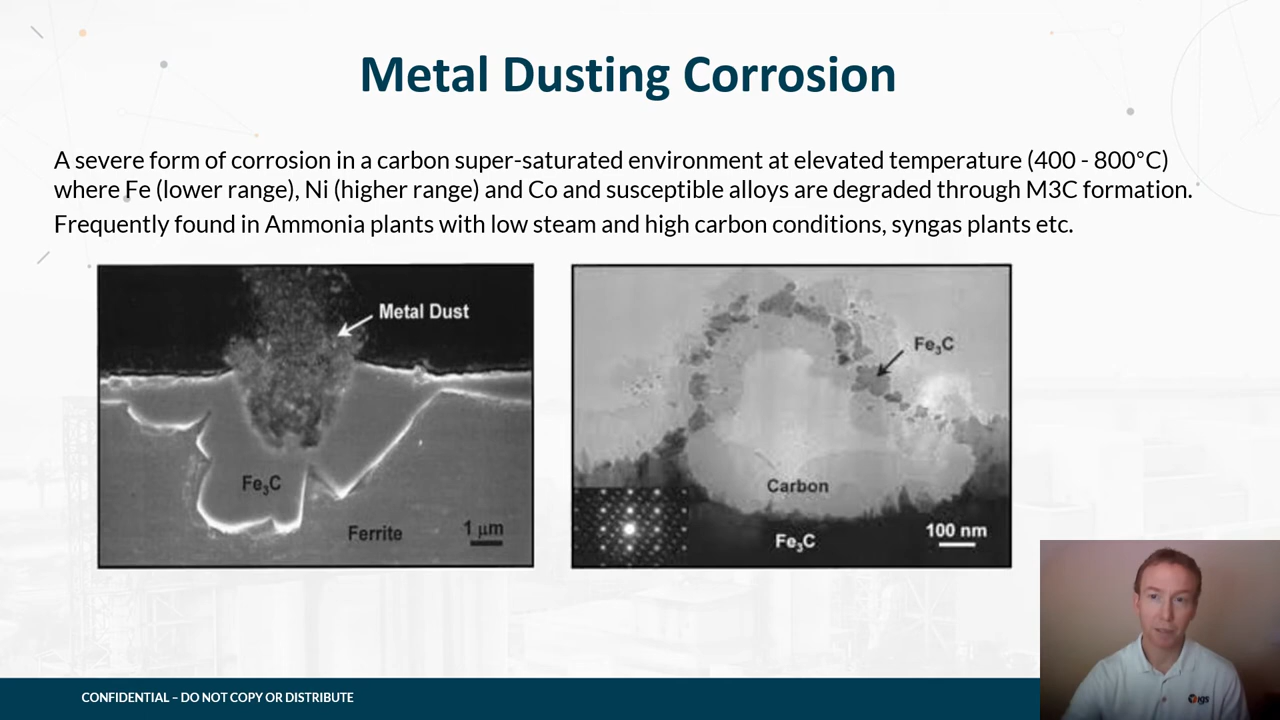 Metal Dusting Corrosion
A severe form of corrosion in a carbon super-saturated environment at elevated temperature (400 - 800°C)
where Fe (lower range), Ni (higher range) and Co and susceptible alloys are degraded through M3C formation.
Frequently found in Ammonia plants with low steam and high carbon conditions, syngas plants etc.
Metal Dust
Fe₃C
Ferrite
1 μm
Fe₃C
Carbon
Fe₃C
100 nm
IGS
CONFIDENTIAL – DO NOT COPY OR DISTRIBUTE